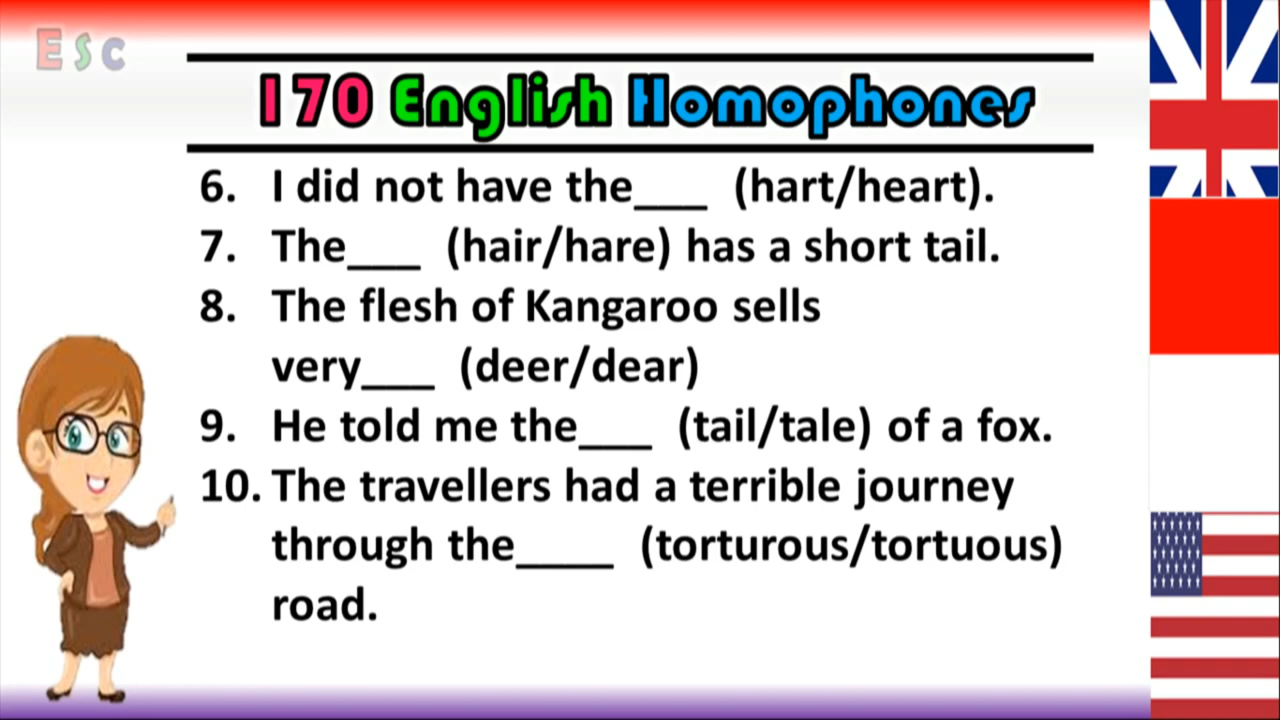 Esc
170 English Homophones
6. I did not have the___ (hart/heart).
7. The___ (hair/hare) has a short tail.
8. The flesh of Kangaroo sells
very___ (deer/dear)
9. He told me the___ (tail/tale) of a fox.
10. The travellers had a terrible journey
through the____ (torturous/tortuous)
road.